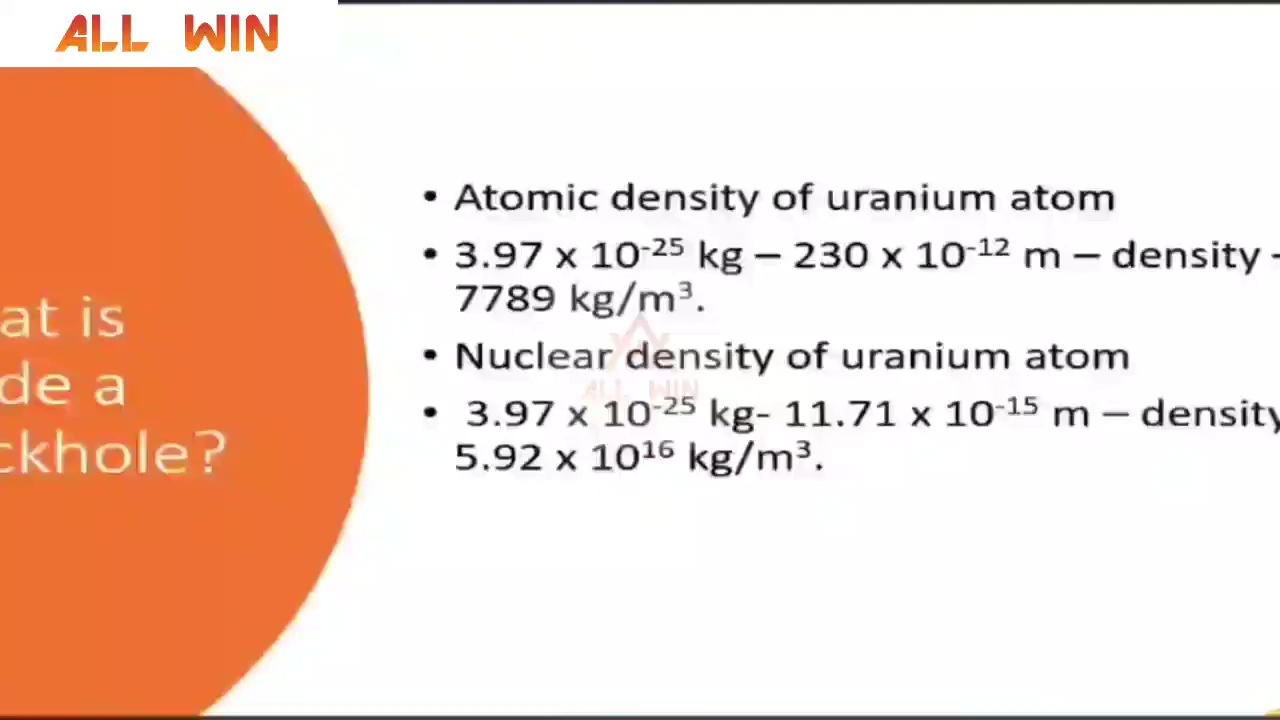 ALL WIN
at is
de a
ckhole?
• Atomic density of uranium atom
• 3.97 x 10⁻²⁵ kg – 230 x 10⁻¹² m – density -
7789 kg/m³.
• Nuclear density of uranium atom
• 3.97 x 10⁻²⁵ kg- 11.71 x 10⁻¹⁵ m – density
5.92 x 10¹⁶ kg/m³.
ALL WIN